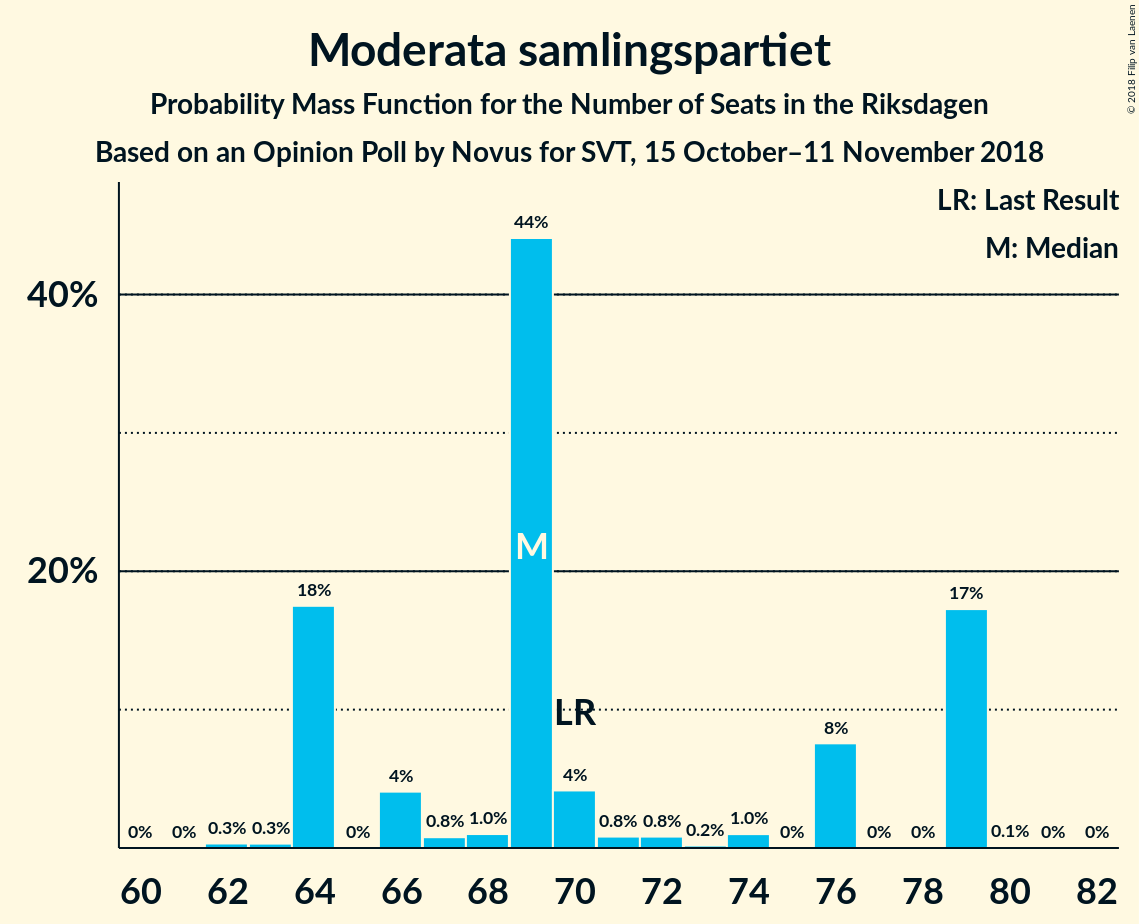 Moderata samlingspartiet
Probability Mass Function for the Number of Seats in the Riksdagen
Based on an Opinion Poll by Novus for SVT, 15 October–11 November 2018
© 2018 Filip van Laenen
LR: Last Result
M: Median
40%
20%
0% 0% 0.3% 0.3% 18% 0% 4% 0.8% 1.0% 44% 4% 0.8% 0.8% 0.2% 1.0% 0% 8% 0% 0% 17% 0.1% 0% 0%
M
LR
60 62 64 66 68 70 72 74 76 78 80 82